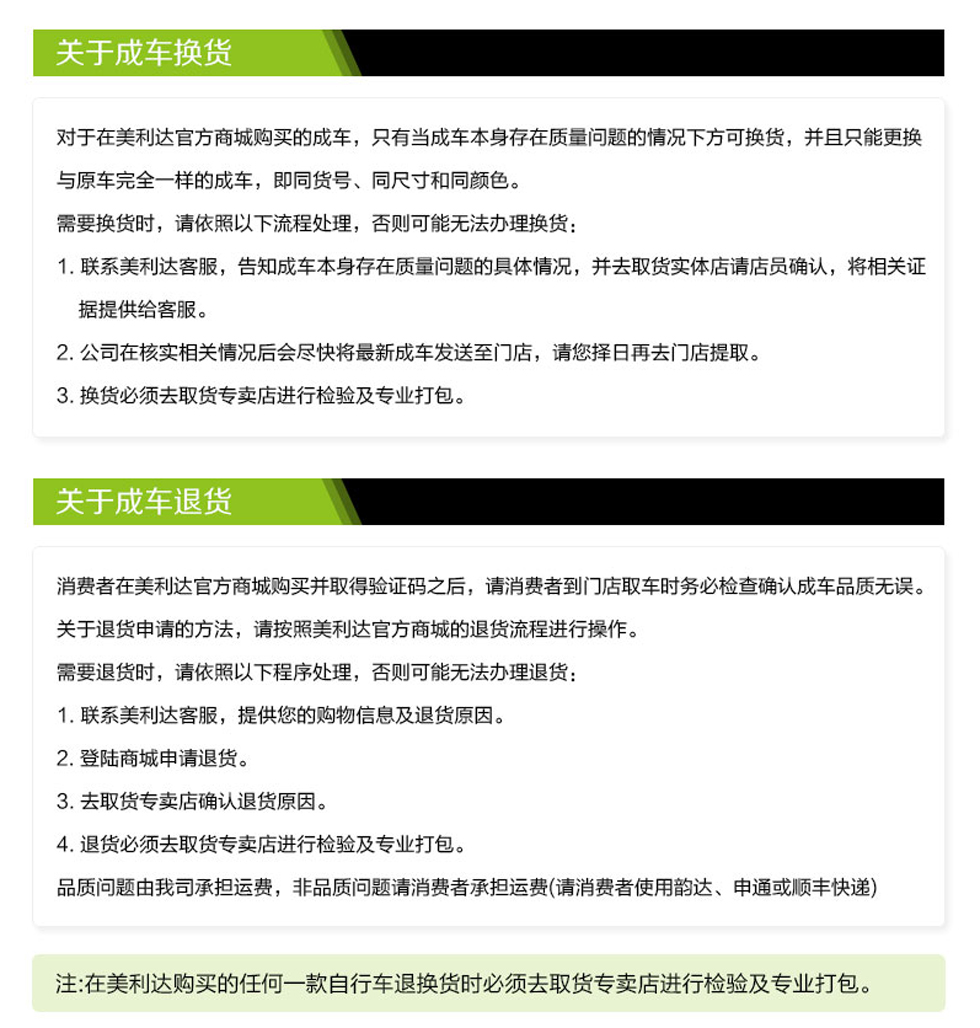 关于成车换货
对于在美利达官方商城购买的成车，只有当成车本身存在质量问题的情况下方可换货，并且只能更换
与原车完全一样的成车，即同货号、同尺寸和同颜色。
需要换货时，请依照以下流程处理，否则可能无法办理换货：
1. 联系美利达客服，告知成车本身存在质量问题的具体情况，并去取货实体店请店员确认，将相关证
据提供给客服。
2. 公司在核实相关情况后会尽快将最新成车发送至门店，请您择日再去门店提取。
3. 换货必须去取货专卖店进行检验及专业打包。
关于成车退货
消费者在美利达官方商城购买并取得验证码之后，请消费者到门店取车时务必检查确认成车品质无误。
关于退货申请的方法，请按照美利达官方商城的退货流程进行操作。
需要退货时，请依照以下程序处理，否则可能无法办理退货：
1. 联系美利达客服，提供您的购物信息及退货原因。
2. 登陆商城申请退货。
3. 去取货专卖店确认退货原因。
4. 退货必须去取货专卖店进行检验及专业打包。
品质问题由我司承担运费，非品质问题请消费者承担运费(请消费者使用韵达、申通或顺丰快递)
注:在美利达购买的任何一款自行车退换货时必须去取货专卖店进行检验及专业打包。